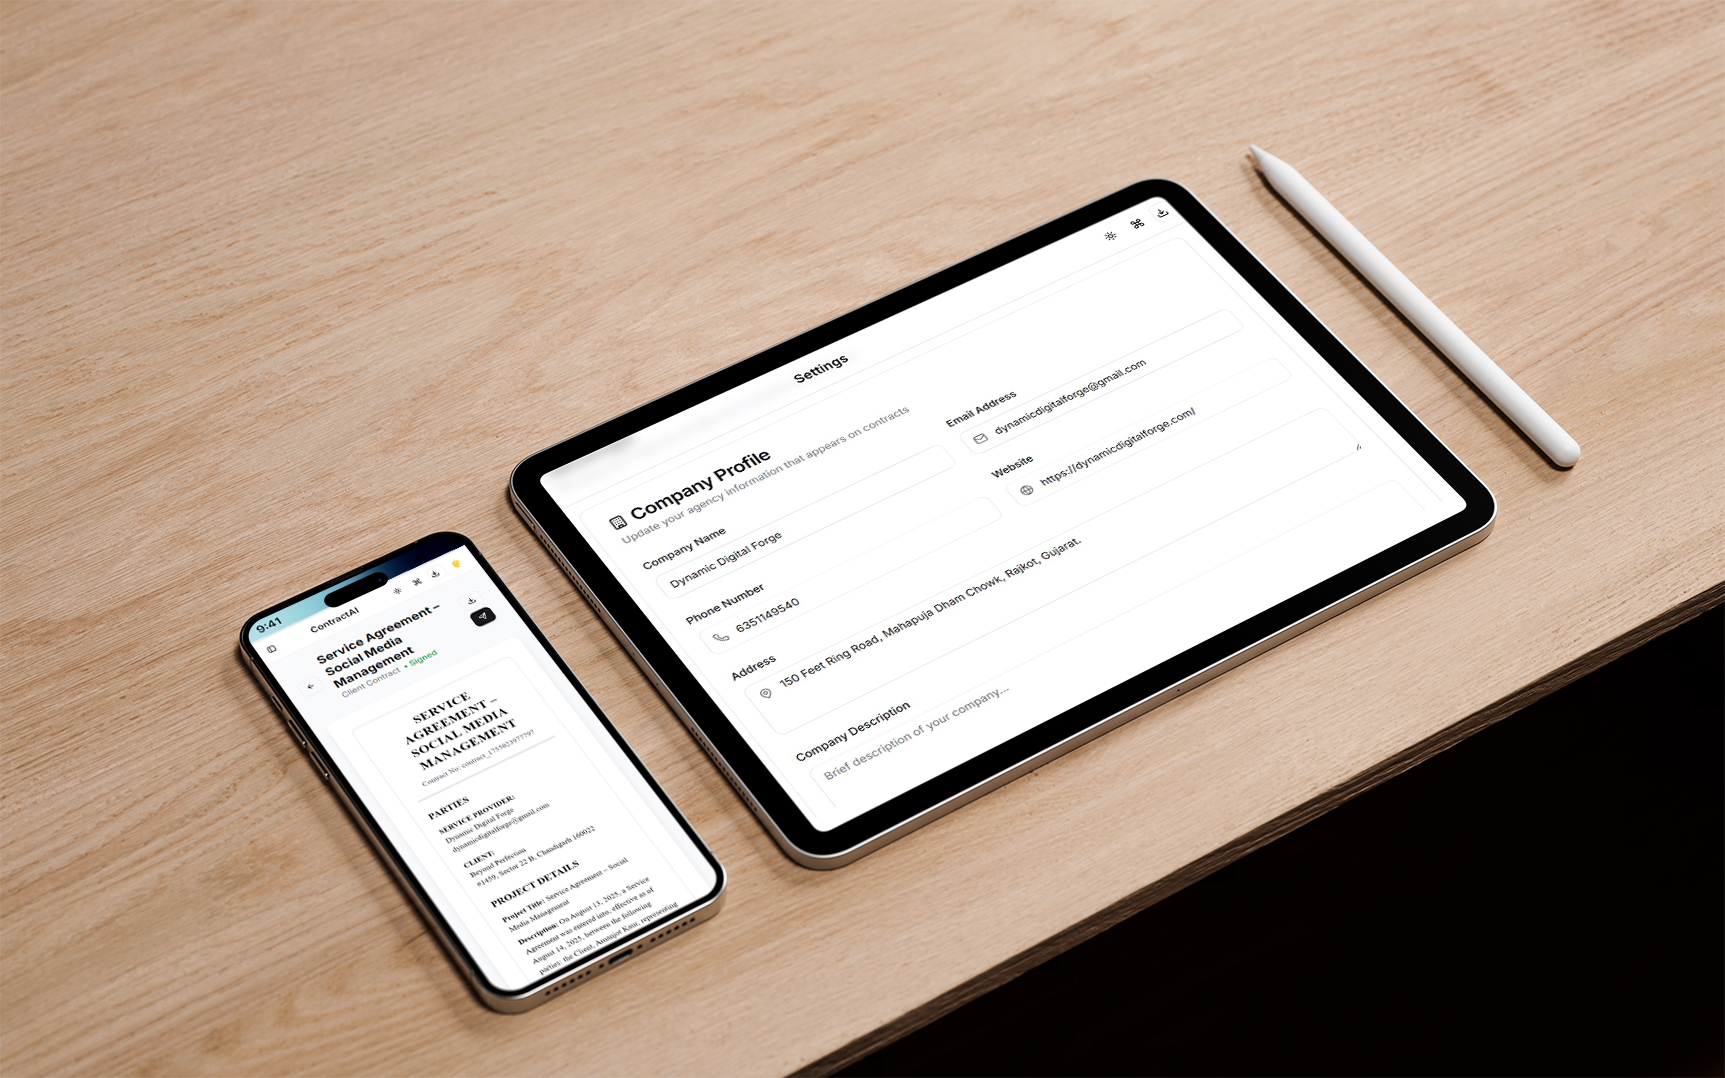 9:41
ContractAI
Service Agreement –
Social Media
Management
Client Contract • Signed
SERVICE
AGREEMENT –
SOCIAL MEDIA
MANAGEMENT
Contract No: contract_1755023977797
PARTIES
SERVICE PROVIDER:
Dynamic Digital Forge
dynamicdigitalforge@gmail.com
CLIENT:
Beyond Perfection
#1459, Sector 22 B, Chandigarh 160022
PROJECT DETAILS
Project Title: Service Agreement – Social
Media Management
Description: On August 13, 2025, a Service
Agreement was entered into, effective as of
August 14, 2025, between the following
parties: the Client, Kaur, representing
Settings
Company Profile
Update your agency information that appears on contracts
Company Name
Dynamic Digital Forge
Email Address
dynamicdigitalforge@gmail.com
Phone Number
6351149540
Website
https://dynamicdigitalforge.com/
Address
150 Feet Ring Road, Mahapuja Dham Chowk, Rajkot, Gujarat.
Company Description
Brief description of your company...